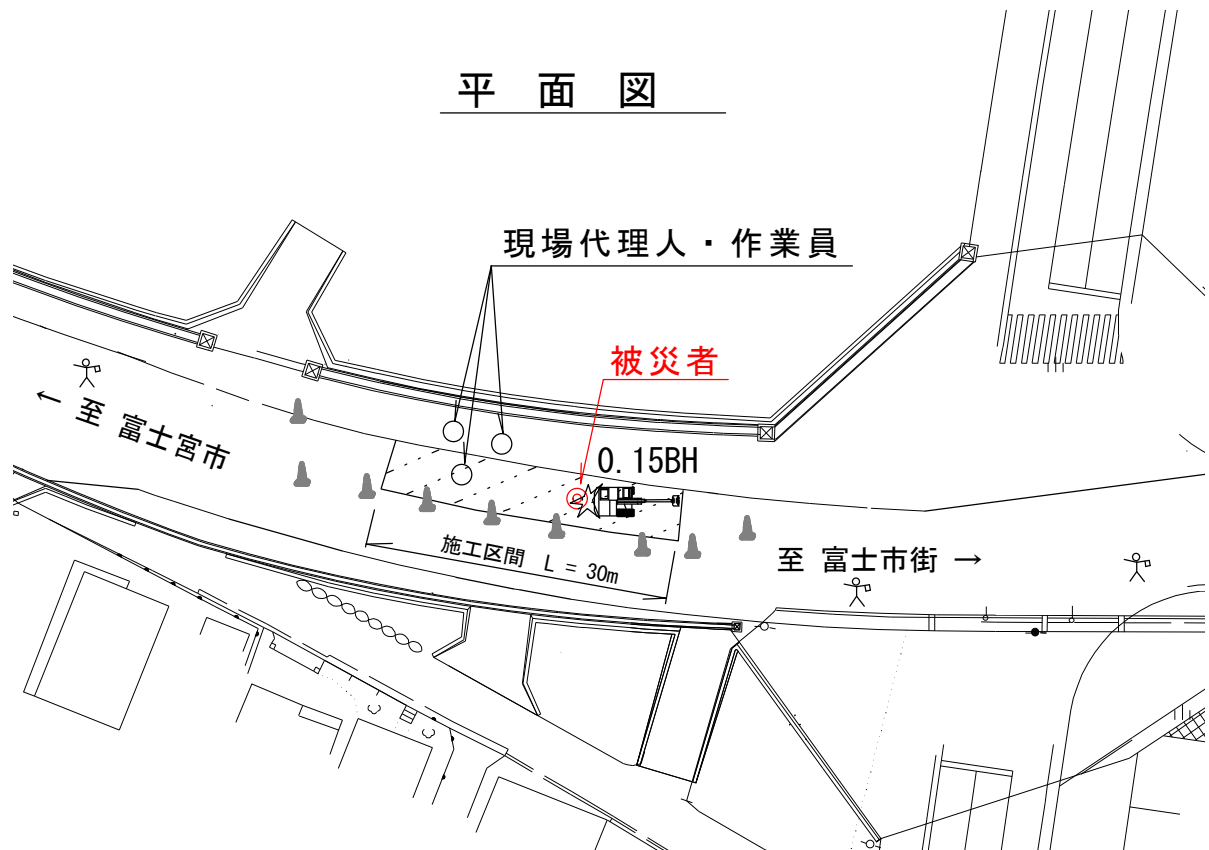 平面図
現場代理人・作業員
被災者
0.15BH
← 至 富士宮市
施工区間 L = 30m
至 富士市街 →